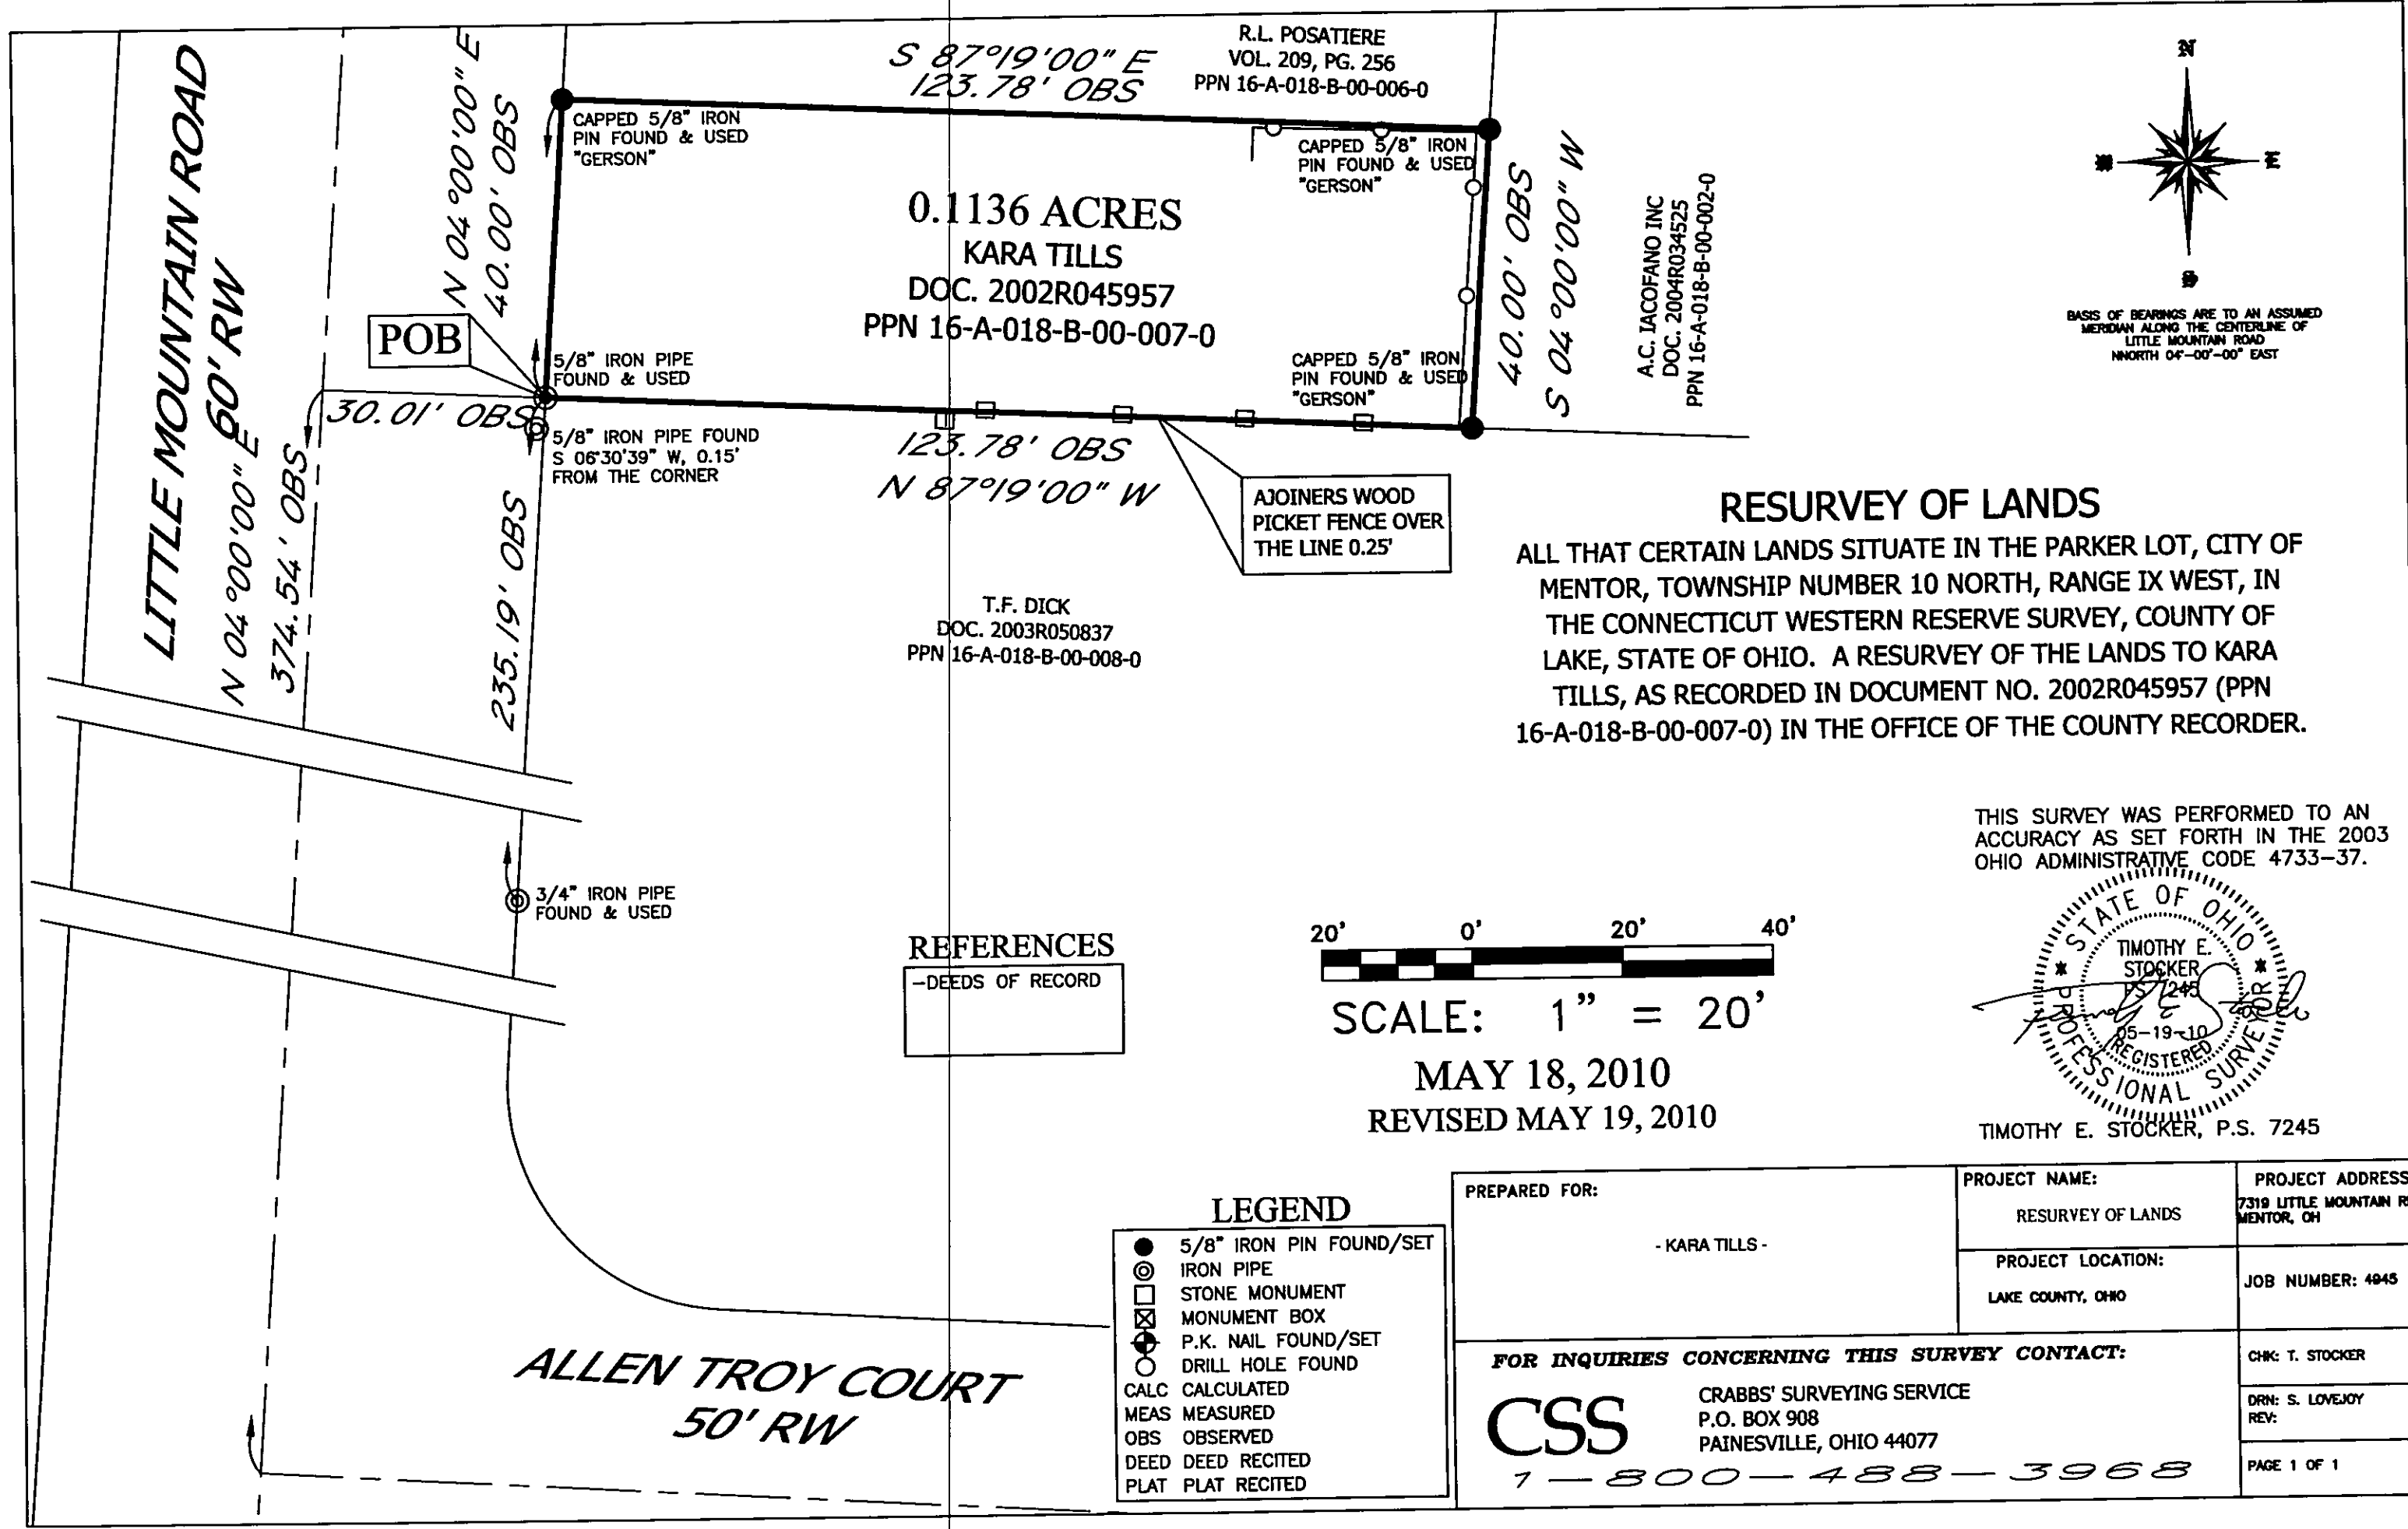 LITTLE MOUNTAIN ROAD
60' RW
N 04°00'00" E
374.54' OBS
N 04°00'00" E
40.00' OBS
S 87°19'00" E
123.78' OBS
R.L. POSATIERE
VOL. 209, PG. 256
PPN 16-A-018-B-00-006-0
CAPPED 5/8" IRON
PIN FOUND & USED
"GERSON"
CAPPED 5/8" IRON
PIN FOUND & USED
"GERSON"
0.1136 ACRES
KARA TILLS
DOC. 2002R045957
PPN 16-A-018-B-00-007-0
40.00' OBS
S 04°00'00" W
A.C. IACOFANO INC
DOC. 2004R034525
PPN 16-A-018-B-00-002-0
N
E
S
BASIS OF BEARINGS ARE TO AN ASSUMED
MERIDIAN ALONG THE CENTERLINE OF
LITTLE MOUNTAIN ROAD
NNORTH 04°-00'-00" EAST
POB
5/8" IRON PIPE
FOUND & USED
CAPPED 5/8" IRON
PIN FOUND & USED
"GERSON"
30.01' OBS
5/8" IRON PIPE FOUND
S 06°30'39" W, 0.15'
FROM THE CORNER
123.78' OBS
N 87°19'00" W
AJOINERS WOOD
PICKET FENCE OVER
THE LINE 0.25'
235.19' OBS
T.F. DICK
DOC. 2003R050837
PPN 16-A-018-B-00-008-0
RESURVEY OF LANDS
ALL THAT CERTAIN LANDS SITUATE IN THE PARKER LOT, CITY OF
MENTOR, TOWNSHIP NUMBER 10 NORTH, RANGE IX WEST, IN
THE CONNECTICUT WESTERN RESERVE SURVEY, COUNTY OF
LAKE, STATE OF OHIO. A RESURVEY OF THE LANDS TO KARA
TILLS, AS RECORDED IN DOCUMENT NO. 2002R045957 (PPN
16-A-018-B-00-007-0) IN THE OFFICE OF THE COUNTY RECORDER.
3/4" IRON PIPE
FOUND & USED
THIS SURVEY WAS PERFORMED TO AN
ACCURACY AS SET FORTH IN THE 2003
OHIO ADMINISTRATIVE CODE 4733-37.
REFERENCES
-DEEDS OF RECORD
20' 0' 20' 40'
SCALE: 1" = 20'
MAY 18, 2010
REVISED MAY 19, 2010
STATE OF OHIO
TIMOTHY E.
STOCKER
PS 7245
05-19-10
REGISTERED
PROFESSIONAL SURVEYOR
TIMOTHY E. STOCKER, P.S. 7245
ALLEN TROY COURT
50' RW
LEGEND
5/8" IRON PIN FOUND/SET
IRON PIPE
STONE MONUMENT
MONUMENT BOX
P.K. NAIL FOUND/SET
DRILL HOLE FOUND
CALC CALCULATED
MEAS MEASURED
OBS OBSERVED
DEED DEED RECITED
PLAT PLAT RECITED
PREPARED FOR:
- KARA TILLS -
PROJECT NAME:
RESURVEY OF LANDS
PROJECT ADDRESS
7319 LITTLE MOUNTAIN R
MENTOR, OH
PROJECT LOCATION:
LAKE COUNTY, OHIO
JOB NUMBER: 4945
FOR INQUIRIES CONCERNING THIS SURVEY CONTACT:
CSS
CRABBS' SURVEYING SERVICE
P.O. BOX 908
PAINESVILLE, OHIO 44077
1-800-488-3968
CHK: T. STOCKER
DRN: S. LOVEJOY
REV:
PAGE 1 OF 1